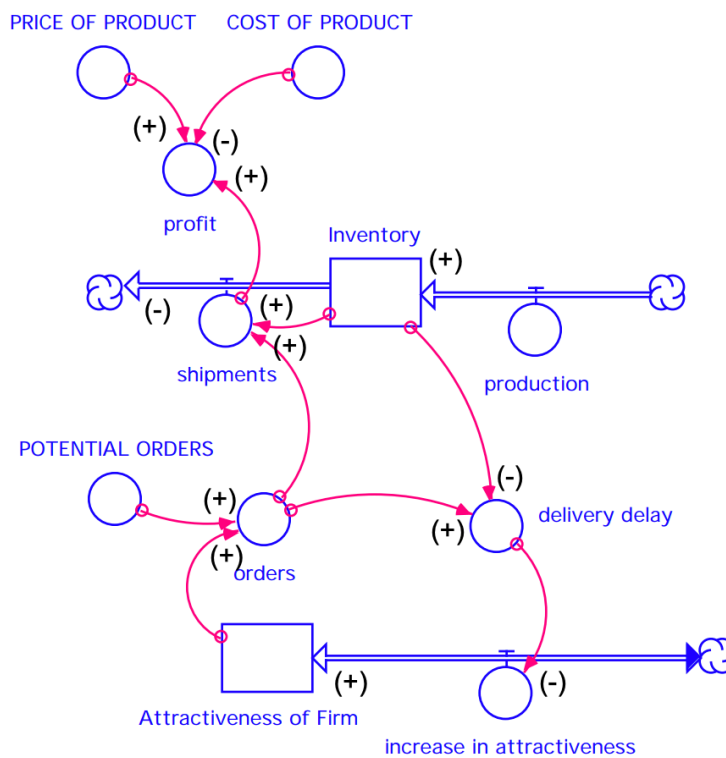 PRICE OF PRODUCT COST OF PRODUCT
(+) (-)
(+)
profit
Inventory
(+)
(-) (+)
(+)
shipments
production
POTENTIAL ORDERS
(-)
(+)
delivery delay
(+)
(+)
orders
(+) (-)
Attractiveness of Firm
increase in attractiveness